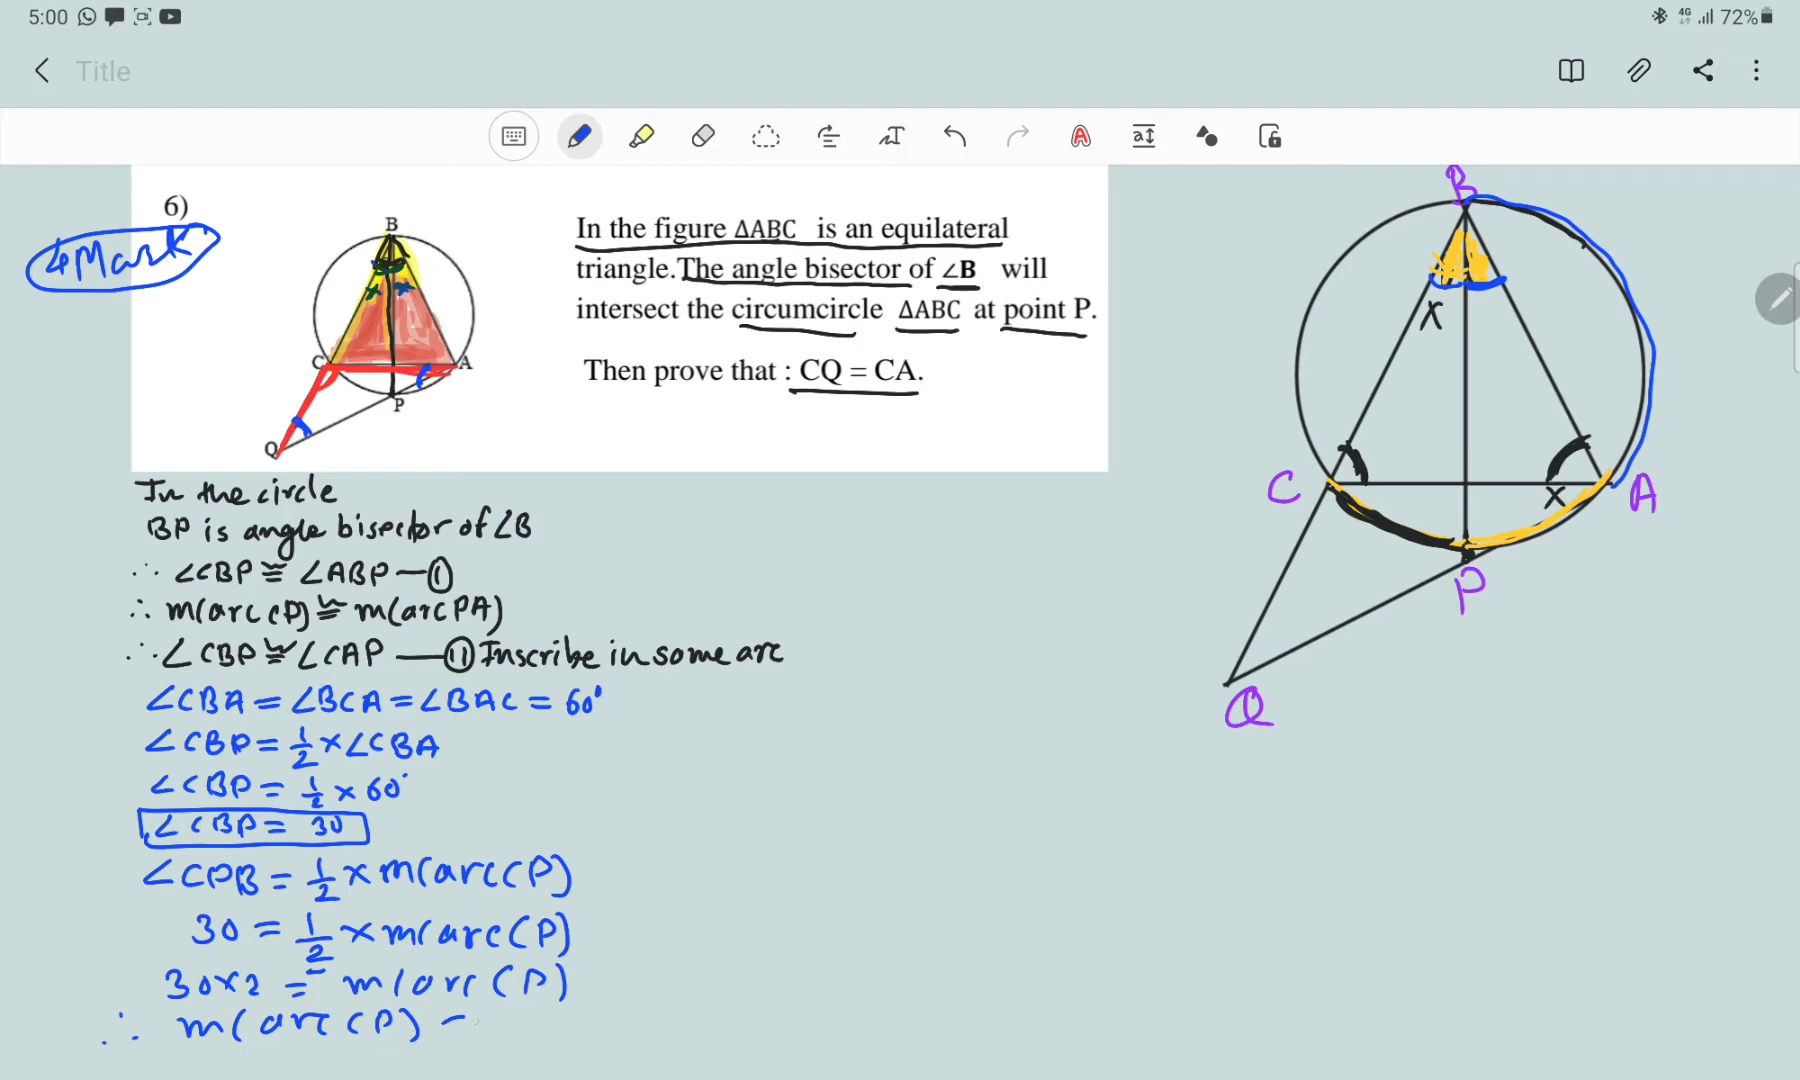 5:00
4G 72%
Title
6)
4Mark
In the figure ΔABC is an equilateral
triangle.The angle bisector of ∠B will
intersect the circumcircle ΔABC at point P.
Then prove that : CQ = CA.
B
C
A
P
Q
x
x
In the circle
BP is angle bisector of ∠B
∴ ∠CBP ≅ ∠ABP — ①
∴ m(arc CP) ≅ m(arc PA)
∴ ∠CBP ≅ ∠CAP — ⑪ Inscribe in some arc
∠CBA = ∠BCA = ∠BAC = 60°
∠CBP = 1/2 × ∠CBA
∠CBP = 1/2 × 60°
∠CBP = 30
∠CPB = 1/2 × m(arc CP)
30 = 1/2 × m(arc CP)
30×2 = m(arc CP)
∴ m(arc CP) =
B
x
C
x
A
P
Q